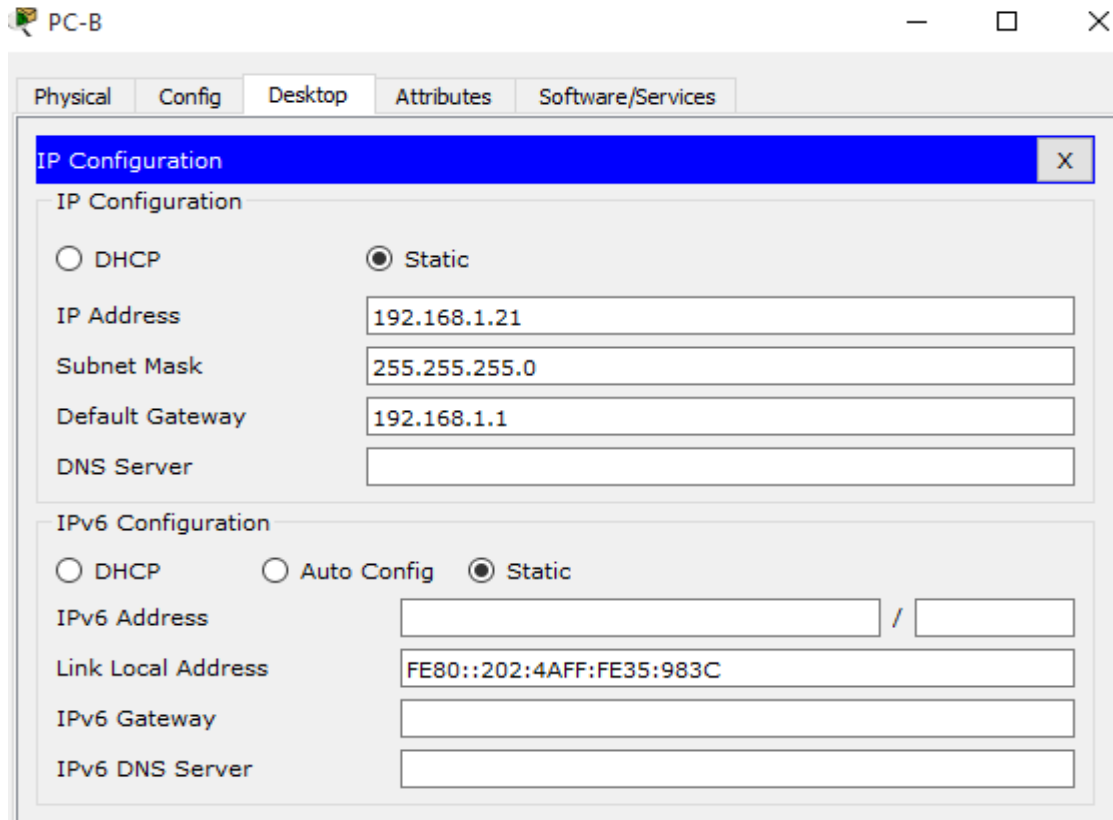 PC-B
Physical Config Desktop Attributes Software/Services
IP Configuration X
IP Configuration
DHCP Static
IP Address 192.168.1.21
Subnet Mask 255.255.255.0
Default Gateway 192.168.1.1
DNS Server
IPv6 Configuration
DHCP Auto Config Static
IPv6 Address /
Link Local Address FE80::202:4AFF:FE35:983C
IPv6 Gateway
IPv6 DNS Server